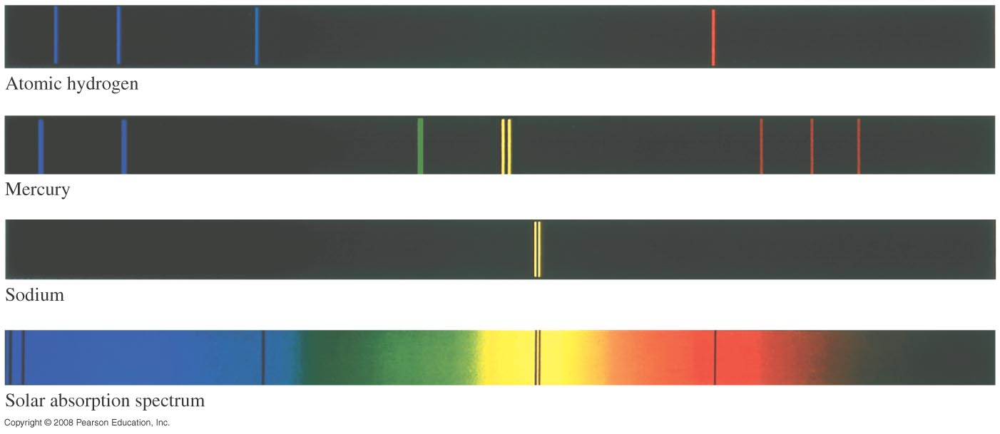 Atomic hydrogen
Mercury
Sodium
Solar absorption spectrum
Copyright © 2008 Pearson Education, Inc.